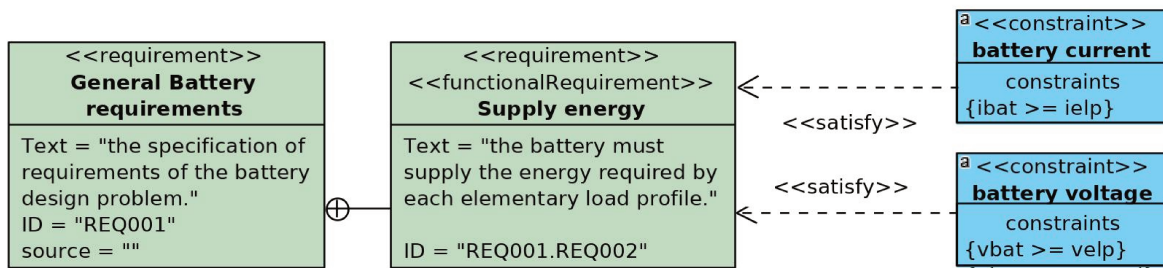 <<requirement>>
General Battery
requirements
Text = "the specification of
requirements of the battery
design problem."
ID = "REQ001"
source = ""
<<requirement>>
<<functionalRequirement>>
Supply energy
Text = "the battery must
supply the energy required by
each elementary load profile."
ID = "REQ001.REQ002"
<<satisfy>>
<<satisfy>>
a <<constraint>>
battery current
constraints
{ibat >= ielp}
a <<constraint>>
battery voltage
constraints
{vbat >= velp}